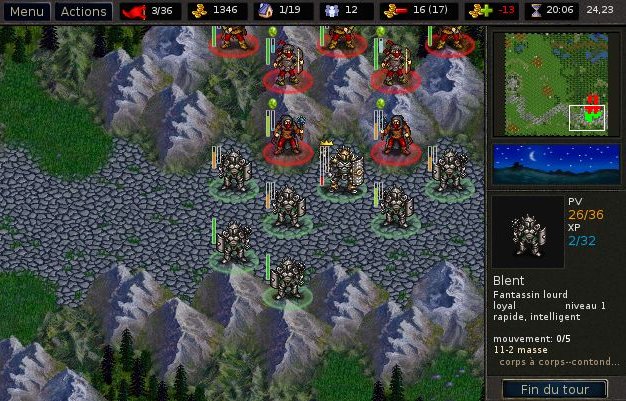 Menu Actions 3/36 1346 1/19 12 16 (17) -13 20:06 24,23
PV
26/36
XP
2/32
Blent
Fantassin lourd
loyal niveau 1
rapide, intelligent
mouvement: 0/5
11-2 masse
corps à corps--contond...
Fin du tour